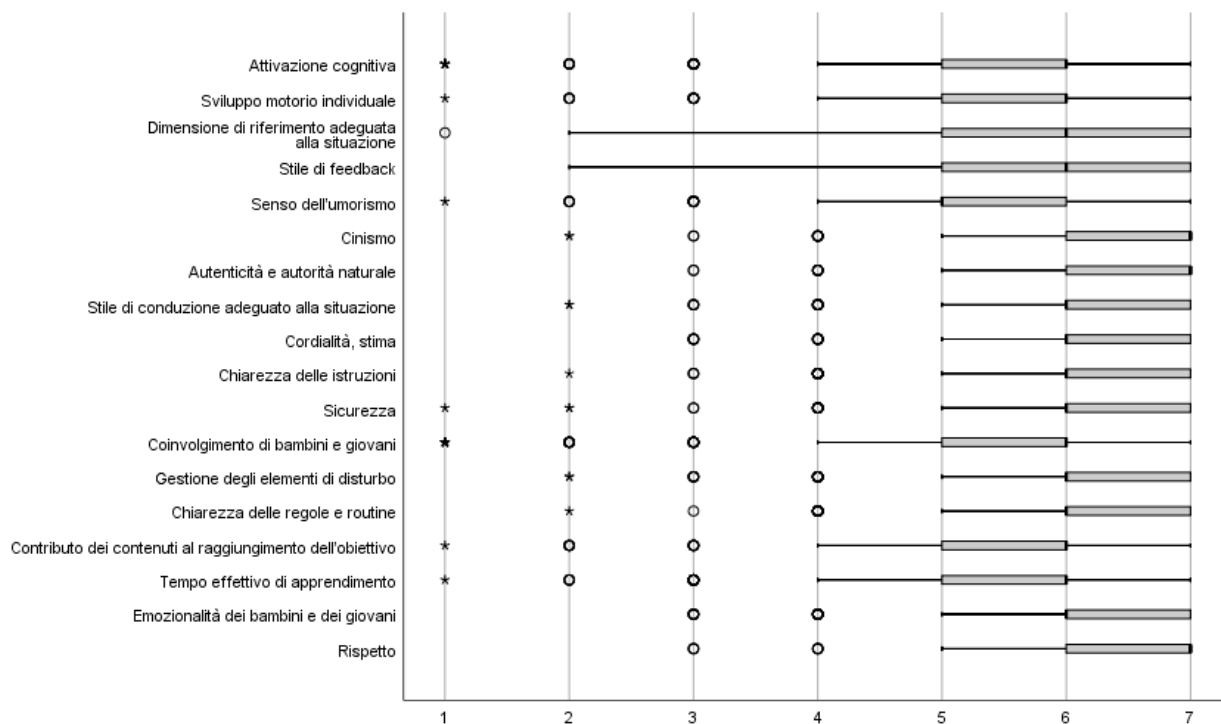 Attivazione cognitiva
Sviluppo motorio individuale
Dimensione di riferimento adeguata
alla situazione
Stile di feedback
Senso dell'umorismo
Cinismo
Autenticità e autorità naturale
Stile di conduzione adeguato alla situazione
Cordialità, stima
Chiarezza delle istruzioni
Sicurezza
Coinvolgimento di bambini e giovani
Gestione degli elementi di disturbo
Chiarezza delle regole e routine
Contributo dei contenuti al raggiungimento dell'obiettivo
Tempo effettivo di apprendimento
Emozionalità dei bambini e dei giovani
Rispetto
1 2 3 4 5 6 7